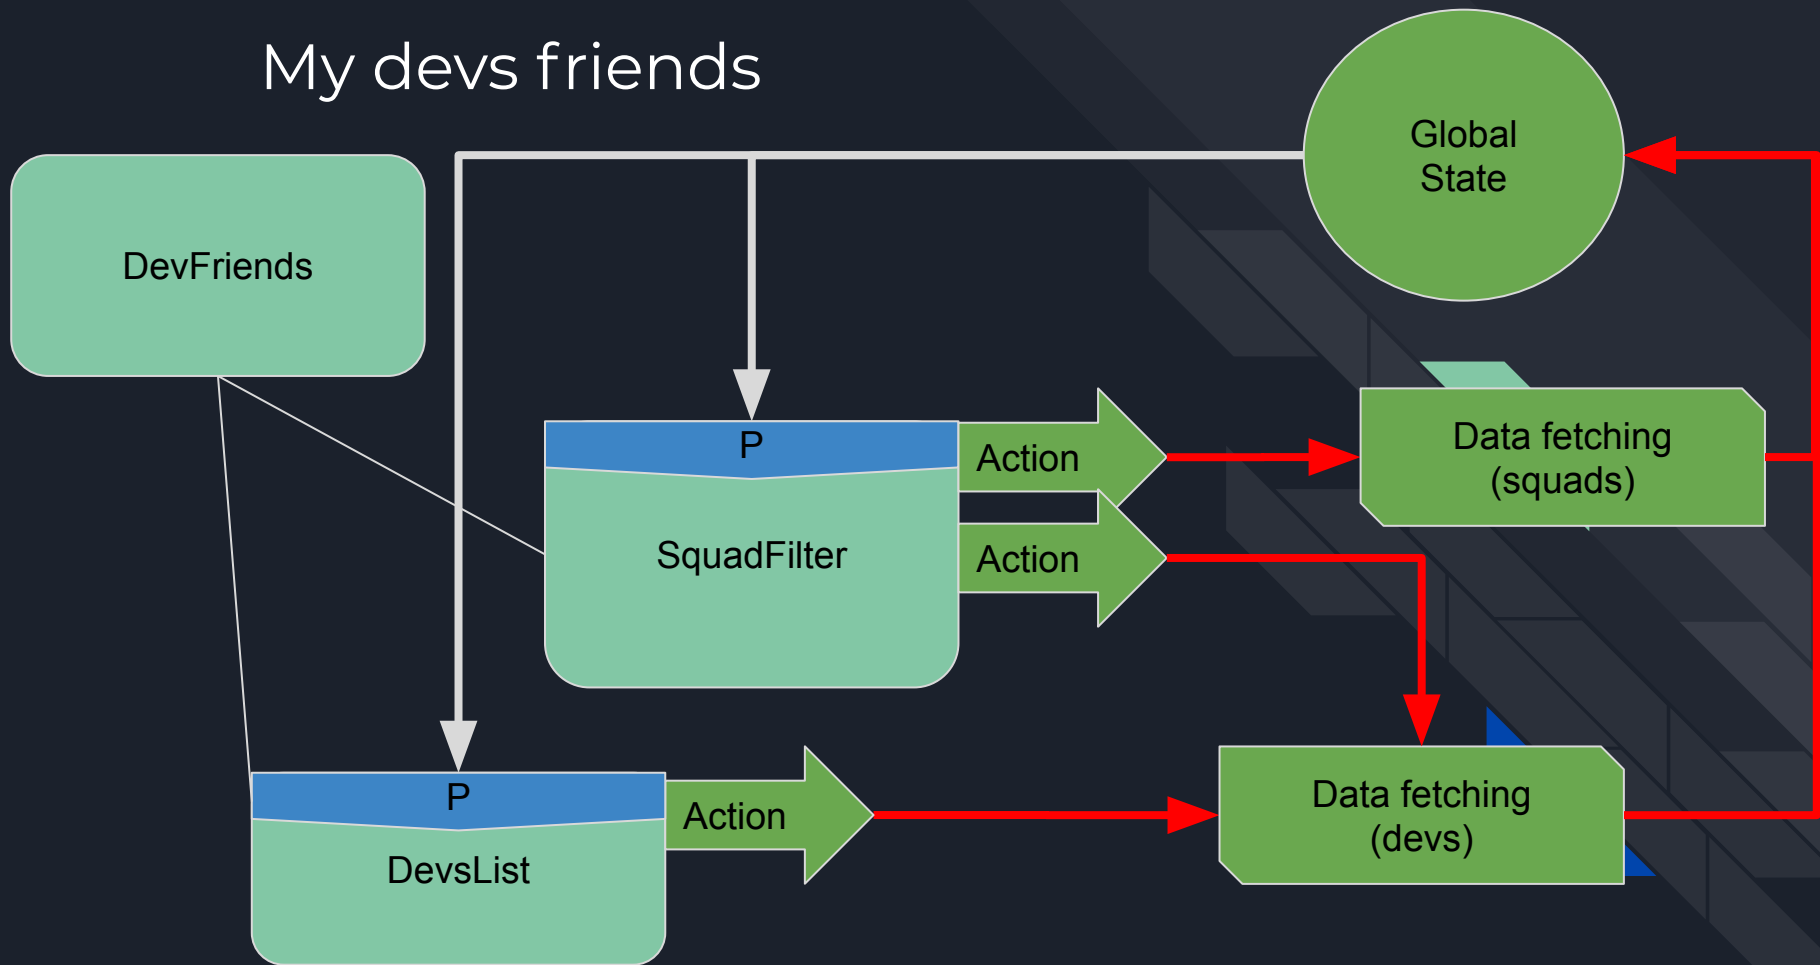 My devs friends
Global
State
DevFriends
P
Action
Data fetching
(squads)
SquadFilter
Action
P
Action
Data fetching
(devs)
DevsList